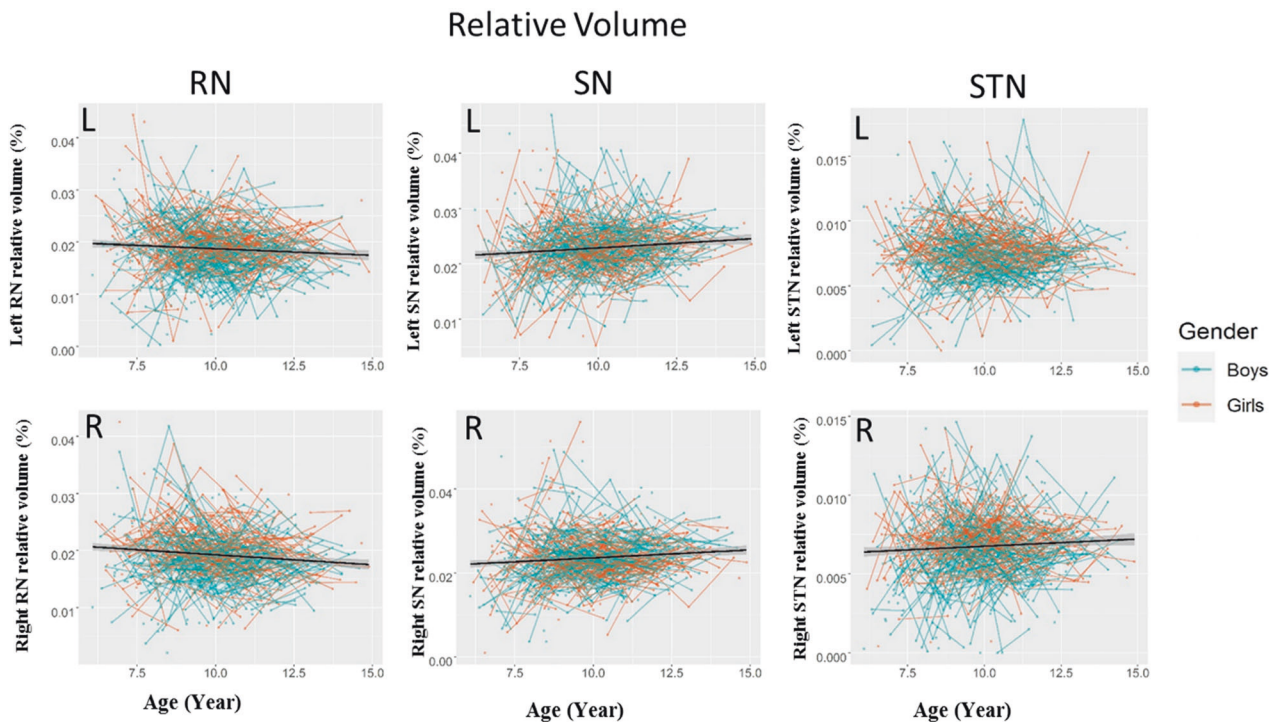 Relative Volume
RN
SN
STN
L
Left RN relative volume (%)
0.04
0.03
0.02
0.01
0.00
7.5
10.0
12.5
15.0
L
Left SN relative volume (%)
0.04
0.03
0.02
0.01
7.5
10.0
12.5
15.0
L
Left STN relative volume (%)
0.015
0.010
0.005
0.000
7.5
10.0
12.5
15.0
Gender
Boys
Girls
R
Right RN relative volume (%)
0.04
0.03
0.02
0.01
7.5
10.0
12.5
15.0
Age (Year)
R
Right SN relative volume (%)
0.04
0.02
0.00
7.5
10.0
12.5
15.0
Age (Year)
R
Right STN relative volume (%)
0.015
0.010
0.005
0.000
7.5
10.0
12.5
15.0
Age (Year)